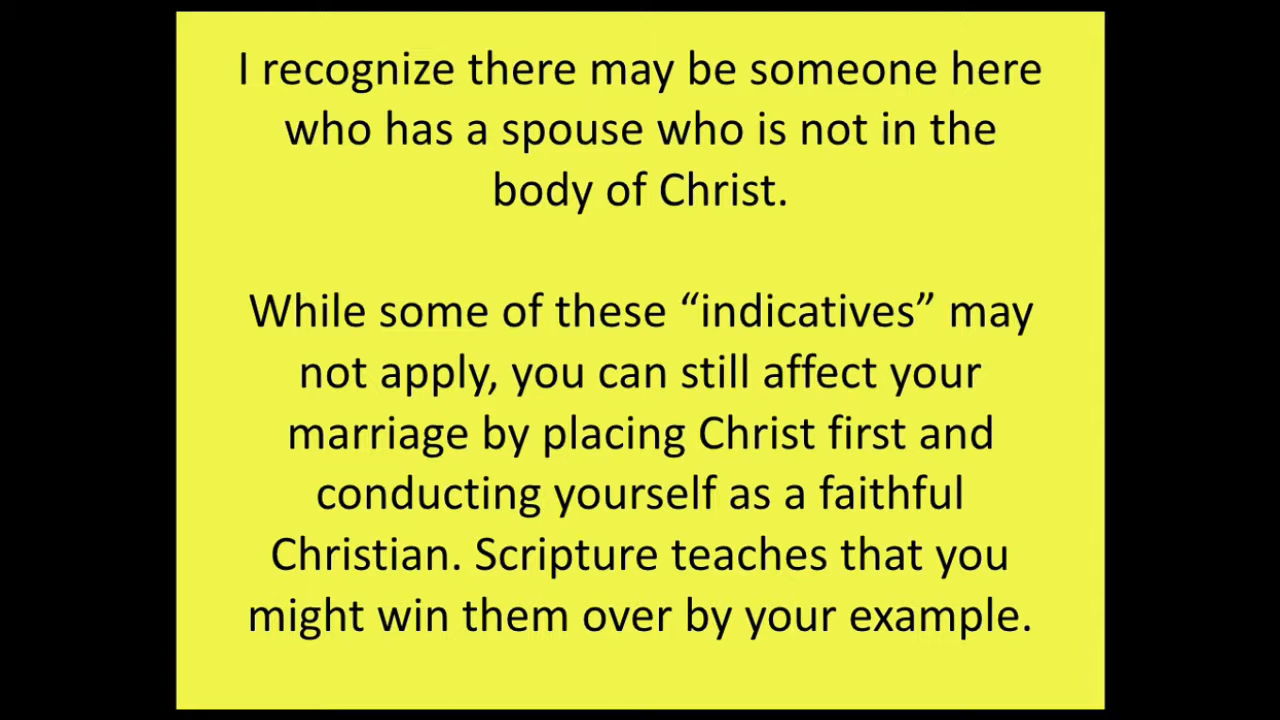 I recognize there may be someone here
who has a spouse who is not in the
body of Christ.
While some of these “indicatives” may
not apply, you can still affect your
marriage by placing Christ first and
conducting yourself as a faithful
Christian. Scripture teaches that you
might win them over by your example.